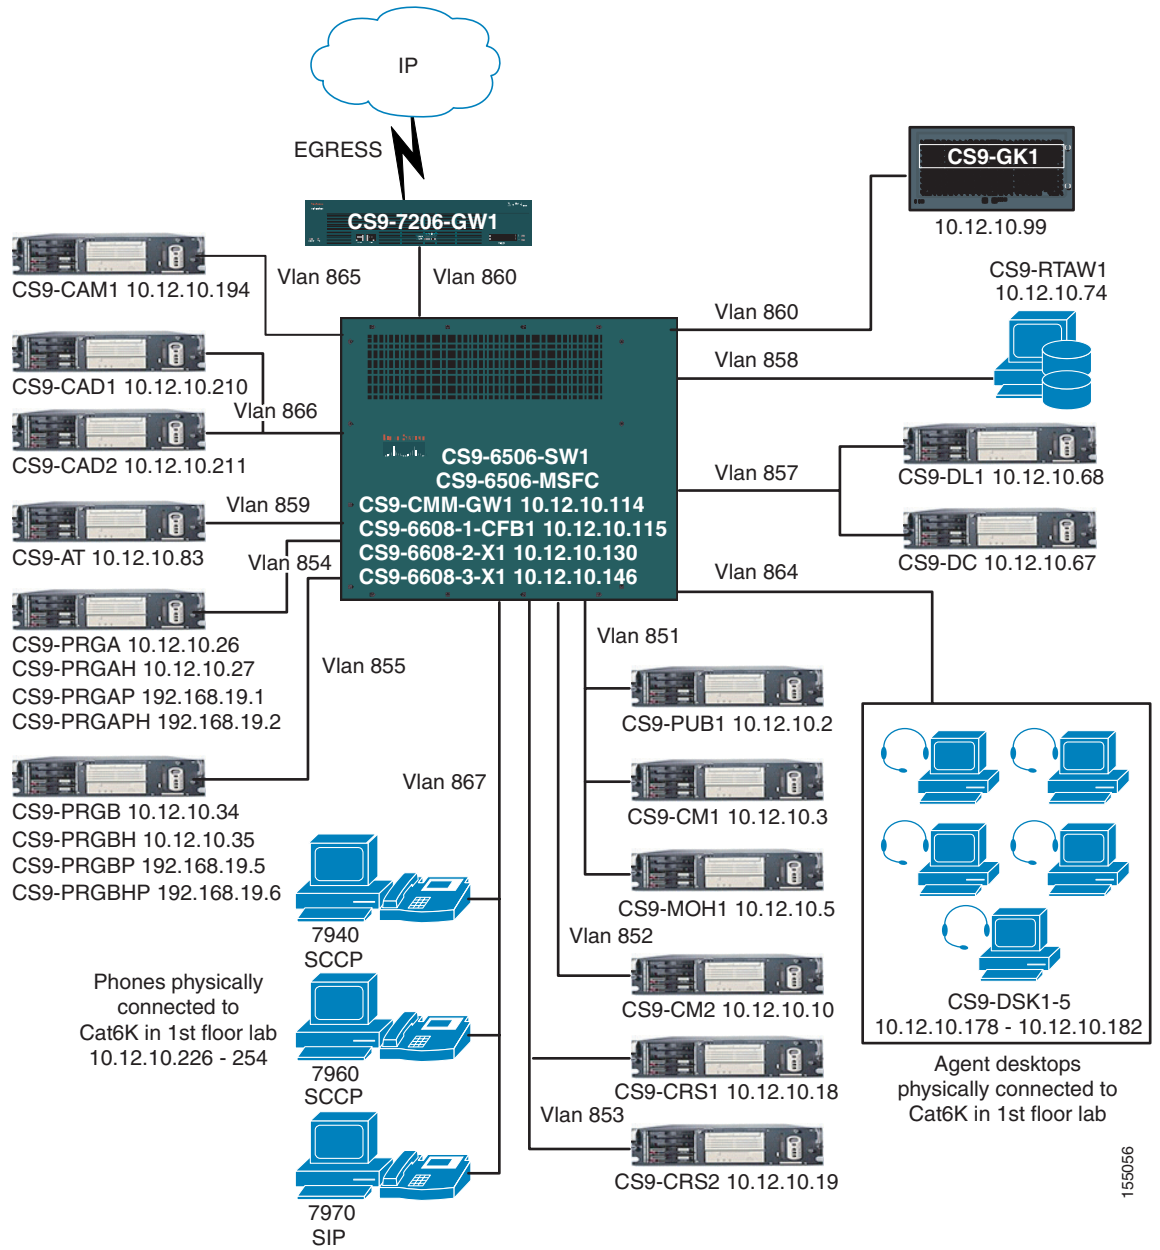 IP
EGRESS
CS9-7206-GW1
CS9-GK1
10.12.10.99
CS9-CAM1 10.12.10.194
Vlan 865
Vlan 860
CS9-RTAW1
10.12.10.74
Vlan 860
Vlan 858
CS9-CAD1 10.12.10.210
Vlan 866
CS9-CAD2 10.12.10.211
CS9-6506-SW1
CS9-6506-MSFC
CS9-CMM-GW1 10.12.10.114
CS9-6608-1-CFB1 10.12.10.115
CS9-6608-2-X1 10.12.10.130
CS9-6608-3-X1 10.12.10.146
Vlan 857
CS9-DL1 10.12.10.68
CS9-DC 10.12.10.67
Vlan 859
CS9-AT 10.12.10.83
Vlan 854
Vlan 864
CS9-PRGA 10.12.10.26
CS9-PRGAH 10.12.10.27
CS9-PRGAP 192.168.19.1
CS9-PRGAPH 192.168.19.2
Vlan 855
Vlan 851
CS9-PUB1 10.12.10.2
CS9-CM1 10.12.10.3
CS9-MOH1 10.12.10.5
CS9-PRGB 10.12.10.34
CS9-PRGBH 10.12.10.35
CS9-PRGBP 192.168.19.5
CS9-PRGBHP 192.168.19.6
Vlan 867
7940
SCCP
Phones physically
connected to
Cat6K in 1st floor lab
10.12.10.226 - 254
7960
SCCP
7970
SIP
Vlan 852
CS9-CM2 10.12.10.10
CS9-CRS1 10.12.10.18
Vlan 853
CS9-CRS2 10.12.10.19
CS9-DSK1-5
10.12.10.178 - 10.12.10.182
Agent desktops
physically connected to
Cat6K in 1st floor lab
155056